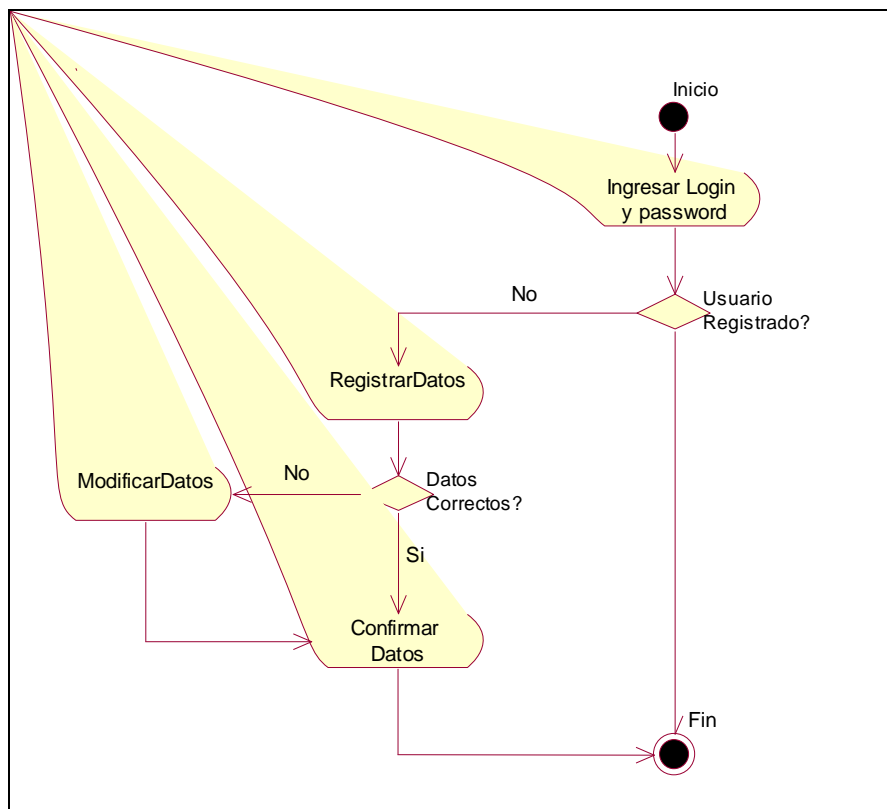 Inicio
Ingresar Login
y password
No
Usuario
Registrado?
RegistrarDatos
ModificarDatos
No
Datos
Correctos?
Si
Confirmar
Datos
Fin